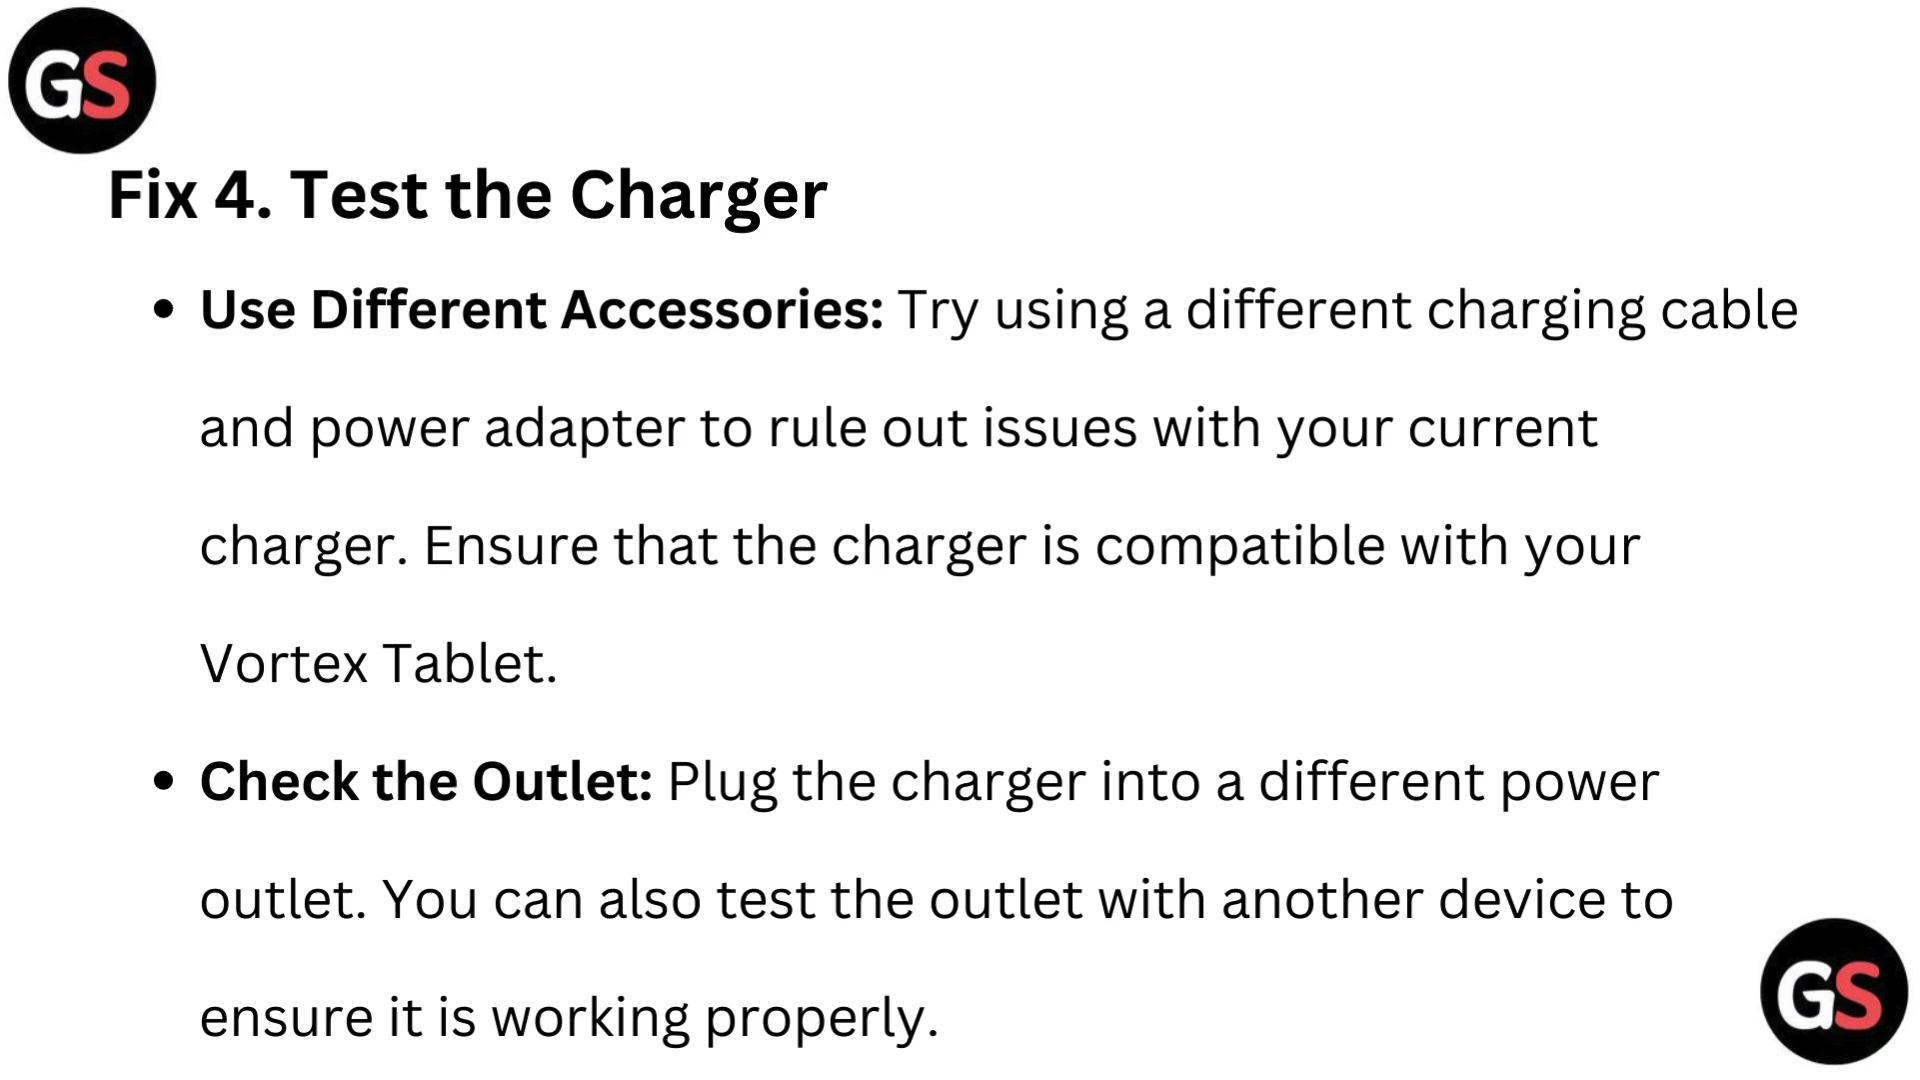 GS
Fix 4. Test the Charger
• Use Different Accessories: Try using a different charging cable
and power adapter to rule out issues with your current
charger. Ensure that the charger is compatible with your
Vortex Tablet.
• Check the Outlet: Plug the charger into a different power
outlet. You can also test the outlet with another device to
ensure it is working properly.
GS